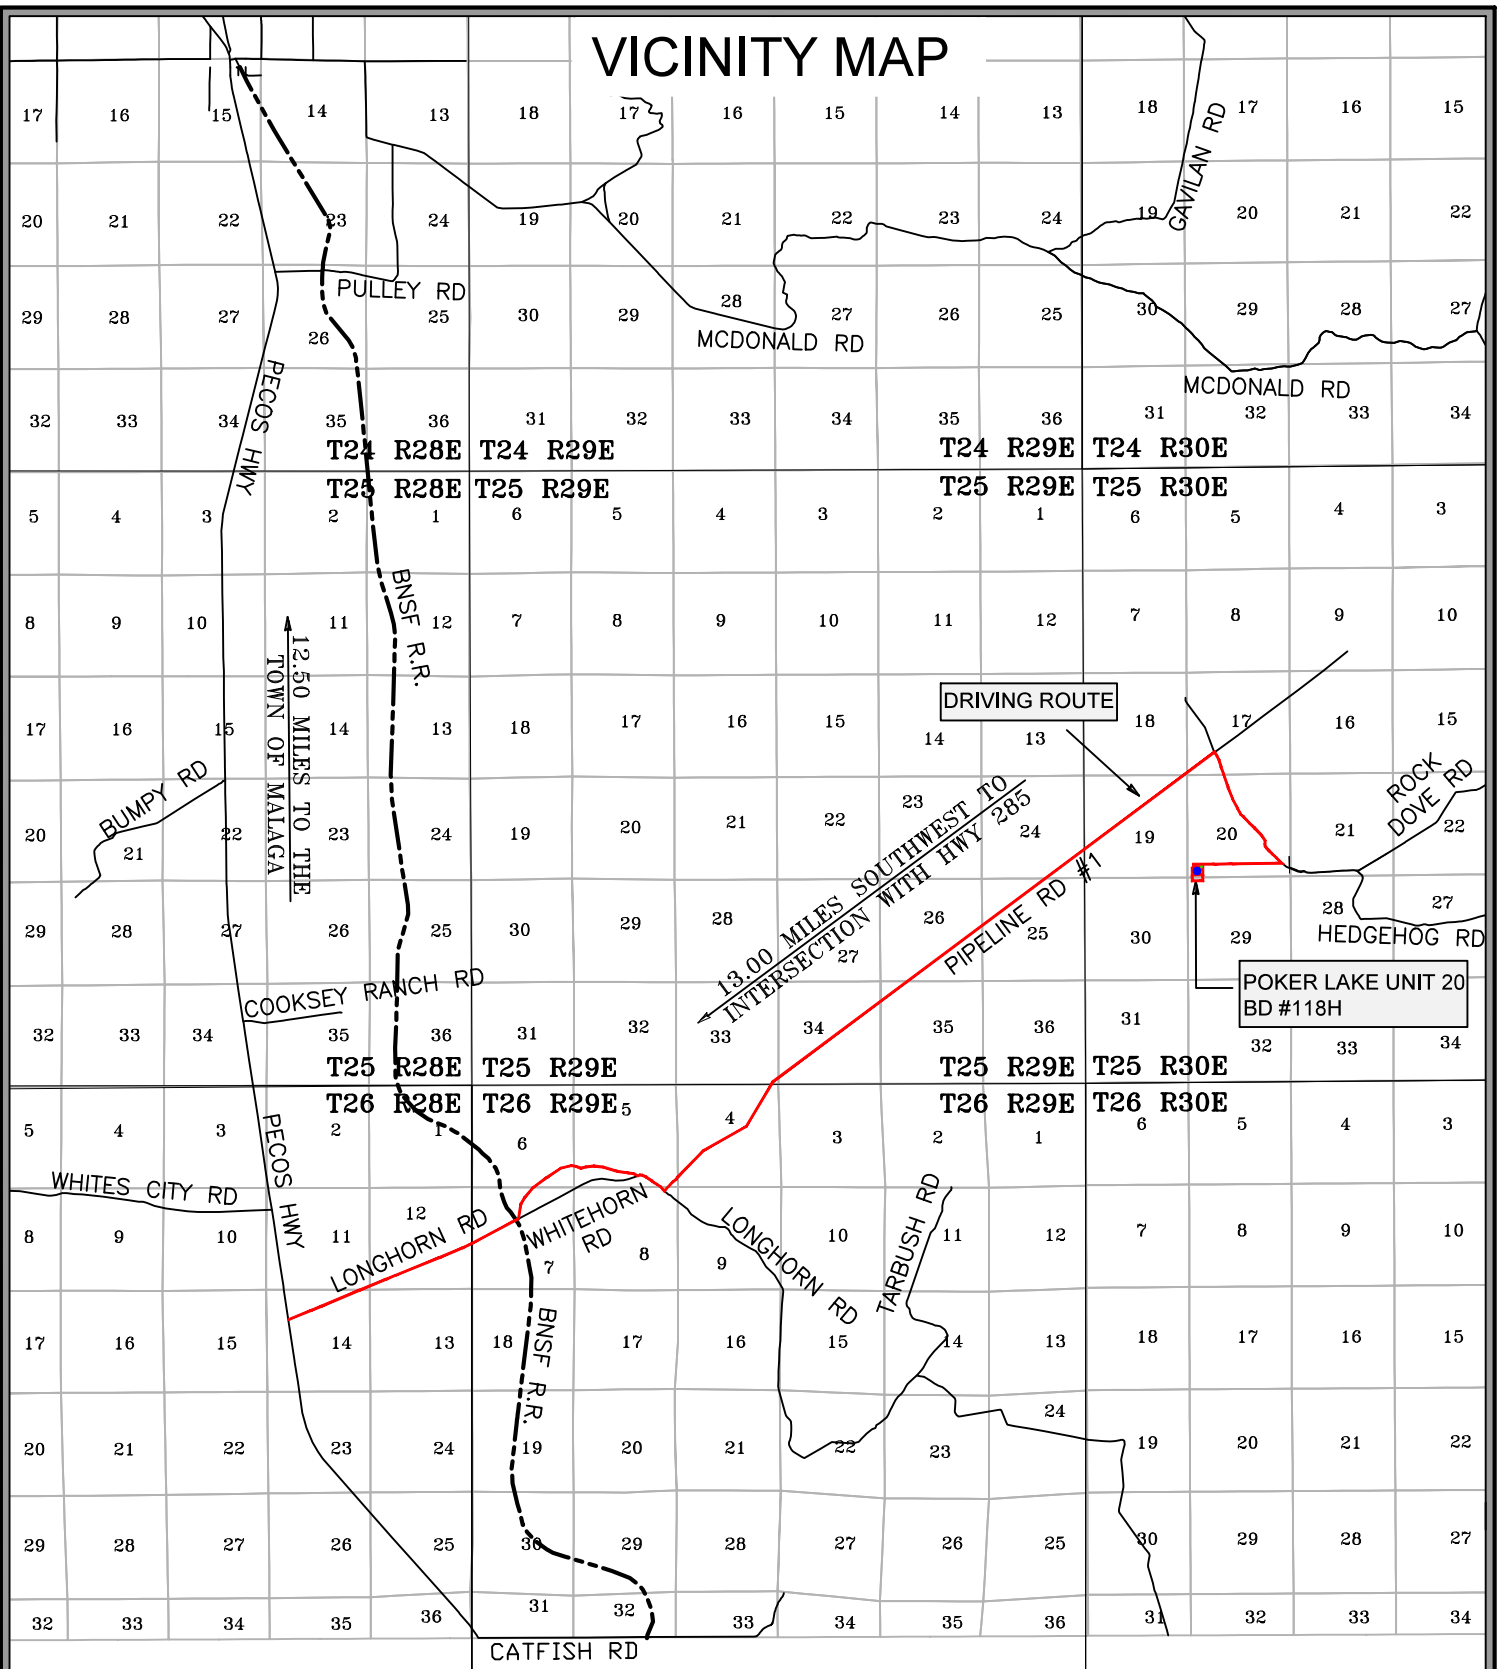 VICINITY MAP
17 16 15 14 13 18 17 16 15 14 13 18 17 16 15
GAVILAN RD
20 21 22 23 24 19 20 21 22 23 24 19 20 21 22
PULLEY RD
29 28 27 26 25 30 29 28 27 26 25 30 29 28 27
MCDONALD RD
MCDONALD RD
PECOS HWY
32 33 34 35 36 31 32 33 34 35 36 31 32 33 34
T24 R28E T24 R29E T24 R29E T24 R30E
T25 R28E T25 R29E T25 R29E T25 R30E
5 4 3 2 1 6 5 4 3 2 1 6 5 4 3
BNSF R.R.
8 9 10 11 12 7 8 9 10 11 12 7 8 9 10
12.50 MILES TO THE
TOWN OF MALAGA
DRIVING ROUTE
17 16 15 14 13 18 17 16 15 14 13 18 17 16 15
BUMPY RD
ROCK
DOVE RD
20 21 22 23 24 19 20 21 22 23 24 19 20 21 22
13.00 MILES SOUTHWEST TO
INTERSECTION WITH HWY 285
PIPELINE RD #1
29 28 27 26 25 30 29 28 27 26 25 30 29 28 27
HEDGEHOG RD
COOKSEY RANCH RD
POKER LAKE UNIT 20
BD #118H
32 33 34 35 36 31 32 33 34 35 36 31 32 33 34
T25 R28E T25 R29E T25 R29E T25 R30E
T26 R28E T26 R29E T26 R29E T26 R30E
5 4 3 2 1 6 5 4 3 2 1 6 5 4 3
WHITES CITY RD
PECOS HWY
LONGHORN RD
WHITEHORN
RD
LONGHORN RD
TARBUSH RD
8 9 10 11 12 7 8 9 10 11 12 7 8 9 10
BNSF R.R.
17 16 15 14 13 18 17 16 15 14 13 18 17 16 15
20 21 22 23 24 19 20 21 22 23 24 19 20 21 22
29 28 27 26 25 30 29 28 27 26 25 30 29 28 27
32 33 34 35 36 31 32 33 34 35 36 31 32 33 34
CATFISH RD